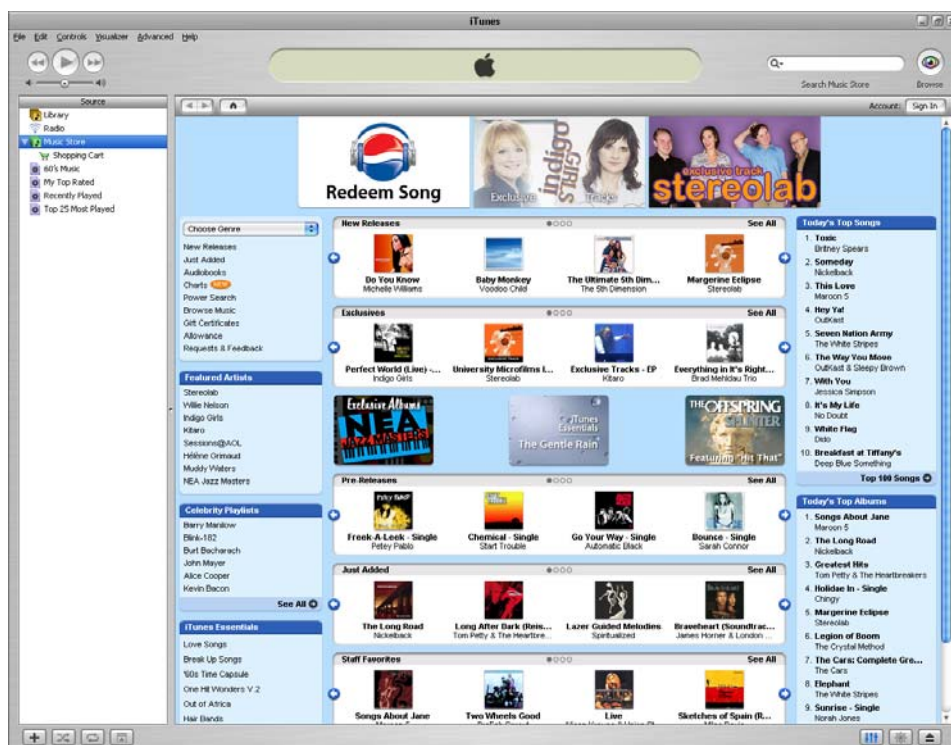 iTunes
File Edit Controls Visualizer Advanced Help
Search Music Store
Browse
Source
Library
Radio
Music Store
Shopping Cart
60's Music
My Top Rated
Recently Played
Top 25 Most Played
Account: Sign In
Redeem Song
indigo GIRLS
Exclusive Tracks
exclusive track
stereolab
Choose Genre
New Releases
Just Added
Audiobooks
Charts NEW
Power Search
Browse Music
Gift Certificates
Allowance
Requests & Feedback
Featured Artists
Stereolab
Willie Nelson
Indigo Girls
Kitaro
Sessions@AOL
Hélène Grimaud
Muddy Waters
NEA Jazz Masters
Celebrity Playlists
Barry Manilow
Blink-182
Burt Bacharach
John Mayer
Alice Cooper
Kevin Bacon
See All
iTunes Essentials
Love Songs
Break Up Songs
'60s Time Capsule
One Hit Wonders V.2
Out of Africa
Hair Bands
New Releases See All
Do You Know
Michelle Williams
Baby Monkey
Voodoo Child
The Ultimate 5th Dim...
The 5th Dimension
Margerine Eclipse
Stereolab
Exclusives See All
Perfect World (Live) -...
Indigo Girls
University Microfilms i...
Stereolab
Exclusive Tracks - EP
Kitaro
Everything in It's Right...
Brad Mehldau Trio
Exclusive Albums
NEA
JAZZ MASTERS
iTunes
Essentials
The Gentle Rain
THE OFFSPRING
SPLINTER
Featuring "Hit That"
Pre-Releases See All
Freek-A-Leek - Single
Petey Pablo
Chemical - Single
Start Trouble
Go Your Way - Single
Automatic Black
Bounce - Single
Sarah Connor
Just Added See All
The Long Road
Nickelback
Long After Dark (Reis...
Tom Petty & The Heartbre...
Lazer Guided Melodies
Spiritualized
Braveheart (Soundtrac...
James Horner & London ...
Staff Favorites See All
Songs About Jane
Two Wheels Good
Live
Sketches of Spain (R...
Today's Top Songs
1. Toxic
Britney Spears
2. Someday
Nickelback
3. This Love
Maroon 5
4. Hey Ya!
OutKast
5. Seven Nation Army
The White Stripes
6. The Way You Move
OutKast & Sleepy Brown
7. With You
Jessica Simpson
8. It's My Life
No Doubt
9. White Flag
Dido
10. Breakfast at Tiffany's
Deep Blue Something
Top 100 Songs
Today's Top Albums
1. Songs About Jane
Maroon 5
2. The Long Road
Nickelback
3. Greatest Hits
Tom Petty & The Heartbreakers
4. Holidae In - Single
Chingy
5. Margerine Eclipse
Stereolab
6. Legion of Boom
The Crystal Method
7. The Cars: Complete Gre...
The Cars
8. Elephant
The White Stripes
9. Sunrise - Single
Norah Jones